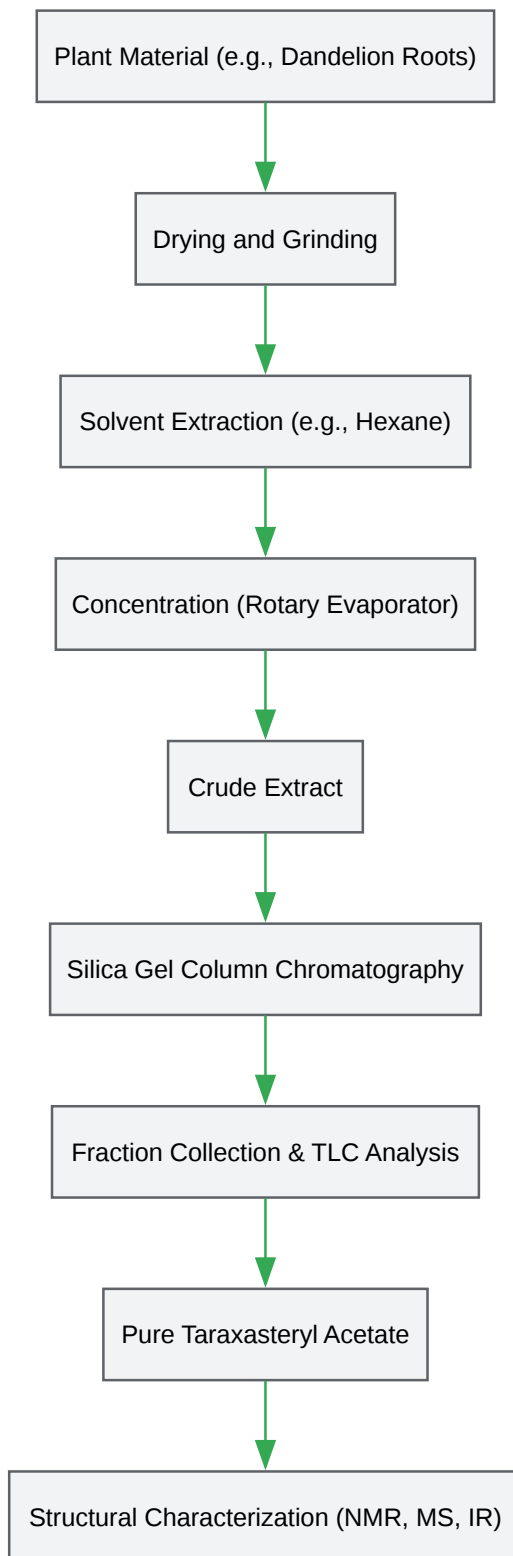 Plant Material (e.g., Dandelion Roots)
Drying and Grinding
Solvent Extraction (e.g., Hexane)
Concentration (Rotary Evaporator)
Crude Extract
Silica Gel Column Chromatography
Fraction Collection & TLC Analysis
Pure Taraxasteryl Acetate
Structural Characterization (NMR, MS, IR)